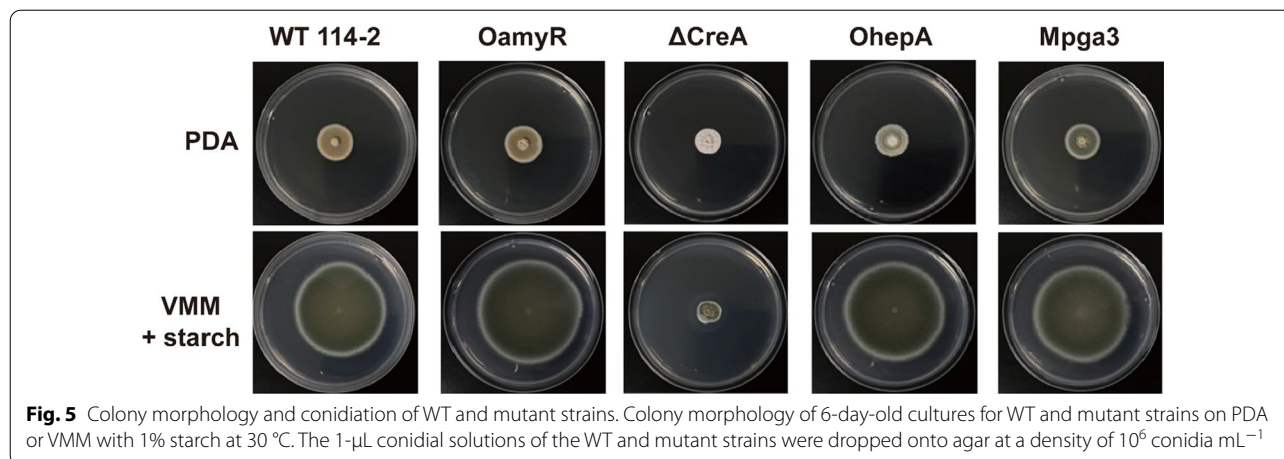 WT 114-2 OamyR ΔCreA OhepA Mpga3
PDA
VMM
+ starch
Fig. 5 Colony morphology and conidiation of WT and mutant strains. Colony morphology of 6-day-old cultures for WT and mutant strains on PDA
or VMM with 1% starch at 30 °C. The 1-μL conidial solutions of the WT and mutant strains were dropped onto agar at a density of 10⁶ conidia mL⁻¹